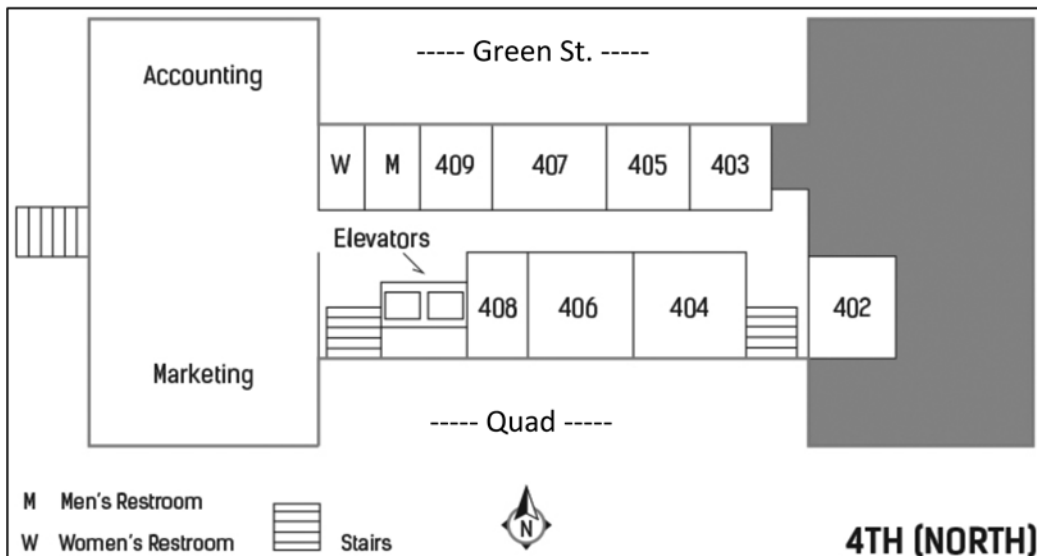 ----- Green St. -----
Accounting
W M 409 407 405 403
Elevators
408 406 404 402
Marketing
----- Quad -----
M Men's Restroom
W Women's Restroom
Stairs
N
4TH (NORTH)